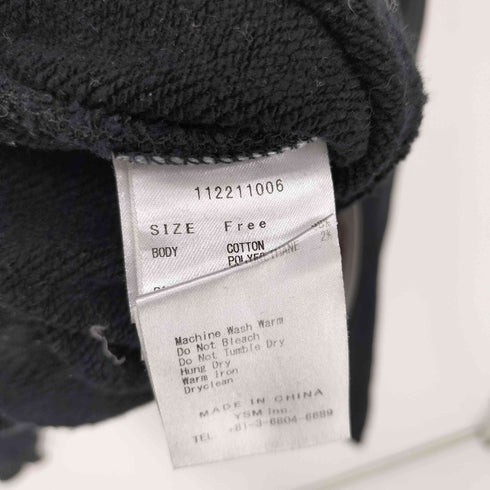 112211006
SIZE Free
BODY COTTON
2%
Machine Wash Warm
Do Not Bleach
Do Not Tumble Dry
Hung Dry
Warm Iron
Dryclean
MADE IN CHINA
YSM Inc.
TEL +81-3-6804-6689